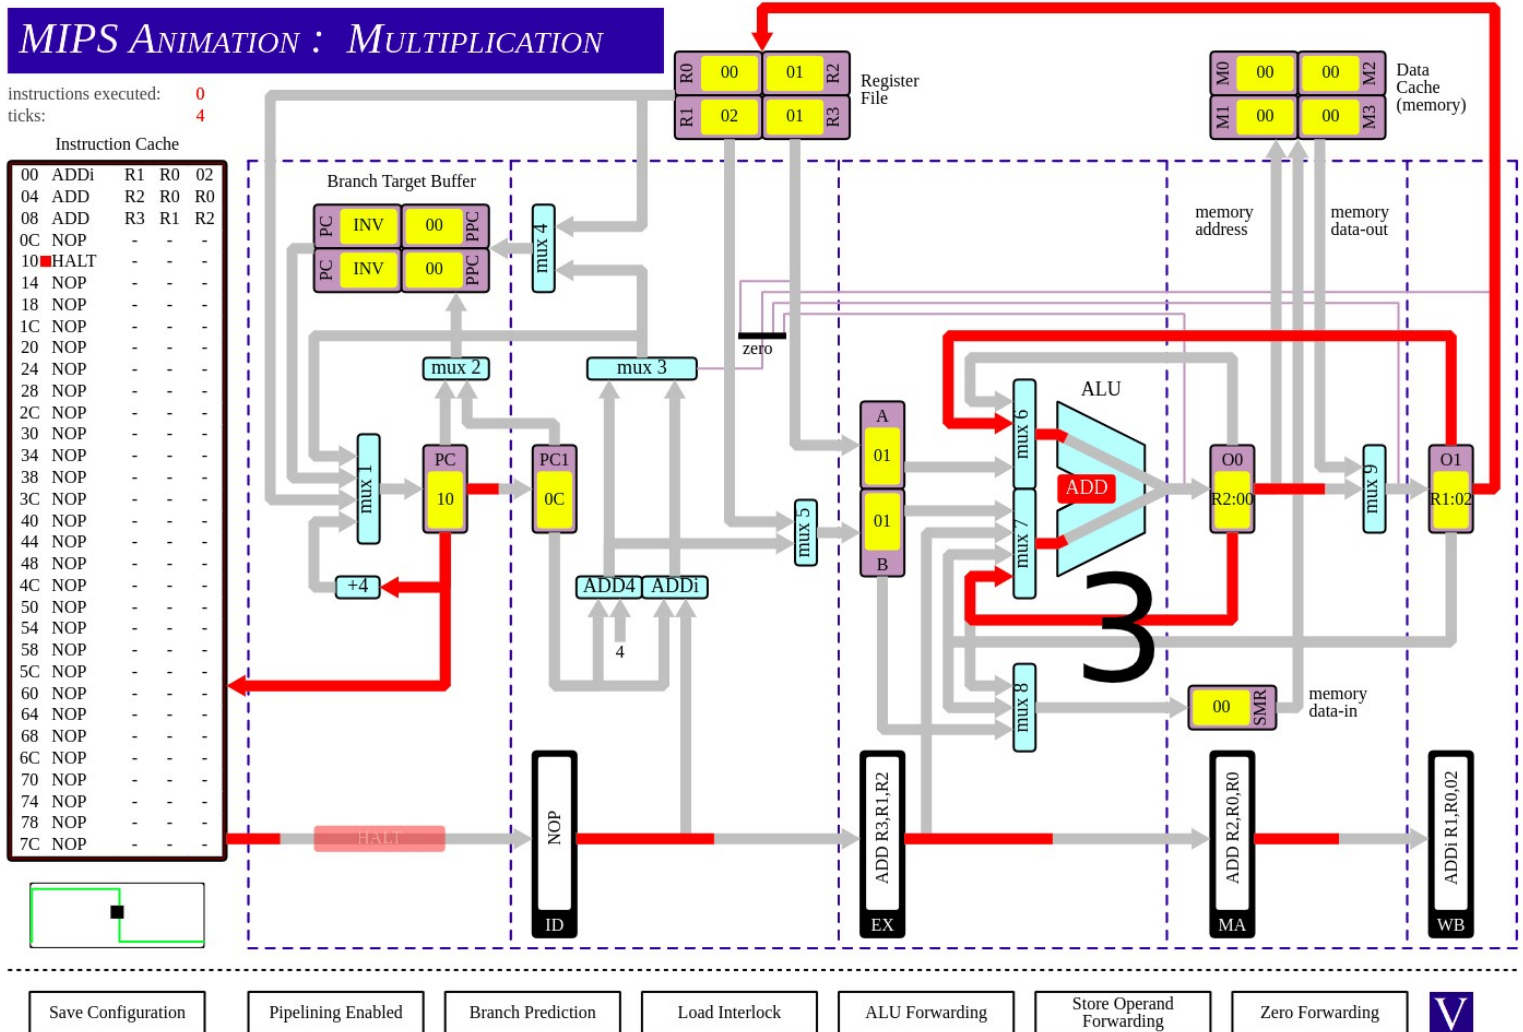 MIPS ANIMATION : MULTIPLICATION
instructions executed: 0
ticks: 4
Instruction Cache
00 ADDi R1 R0 02
04 ADD R2 R0 R0
08 ADD R3 R1 R2
0C NOP - - -
10 HALT - - -
14 NOP - - -
18 NOP - - -
1C NOP - - -
20 NOP - - -
24 NOP - - -
28 NOP - - -
2C NOP - - -
30 NOP - - -
34 NOP - - -
38 NOP - - -
3C NOP - - -
40 NOP - - -
44 NOP - - -
48 NOP - - -
4C NOP - - -
50 NOP - - -
54 NOP - - -
58 NOP - - -
5C NOP - - -
60 NOP - - -
64 NOP - - -
68 NOP - - -
6C NOP - - -
70 NOP - - -
74 NOP - - -
78 NOP - - -
7C NOP - - -
R0 00 01 R2
R1 02 01 R3
Register
File
M0 00 00 M2
M1 00 00 M3
Data
Cache
(memory)
Branch Target Buffer
PC INV 00 PPC
PC INV 00 PPC
mux 4
memory
address
memory
data-out
zero
mux 2
mux 3
ALU
mux 1
PC
10
PC1
0C
mux 5
A
01
01
B
mux 6
mux 7
ADD
O0
R2:00
mux 9
O1
R1:02
+4
ADD4
ADDi
4
3
mux 8
00 SMR
memory
data-in
HALT
NOP
ID
ADD R3,R1,R2
EX
ADD R2,R0,R0
MA
ADDi R1,R0,02
WB
Save Configuration
Pipelining Enabled
Branch Prediction
Load Interlock
ALU Forwarding
Store Operand
Forwarding
Zero Forwarding
V